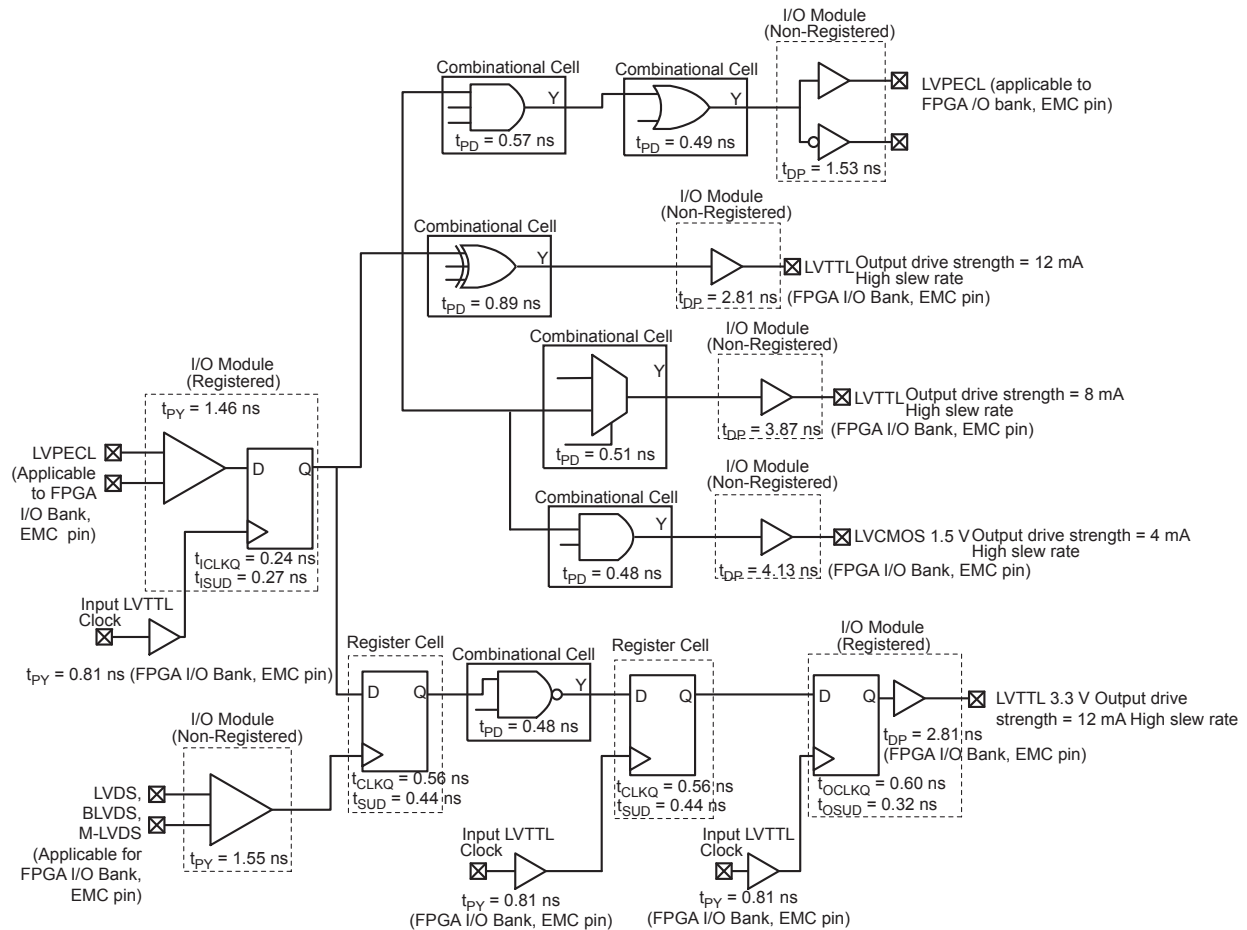 I/O Module
(Non-Registered)
Combinational Cell
Y
tPD = 0.57 ns
Combinational Cell
Y
tPD = 0.49 ns
LVPECL (applicable to
FPGA I/O bank, EMC pin)
tDP = 1.53 ns
I/O Module
(Non-Registered)
Combinational Cell
Y
tPD = 0.89 ns
tDP = 2.81 ns
LVTTL Output drive strength = 12 mA
High slew rate
(FPGA I/O Bank, EMC pin)
Combinational Cell
Y
tPD = 0.51 ns
I/O Module
(Non-Registered)
tDP = 3.87 ns
LVTTL Output drive strength = 8 mA
High slew rate
(FPGA I/O Bank, EMC pin)
I/O Module
(Registered)
tPY = 1.46 ns
LVPECL
(Applicable
to FPGA
I/O Bank,
EMC pin)
D
Q
tICLKQ = 0.24 ns
tISUD = 0.27 ns
Input LVTTL
Clock
tPY = 0.81 ns (FPGA I/O Bank, EMC pin)
Combinational Cell
Y
tPD = 0.48 ns
I/O Module
(Non-Registered)
tDP = 4.13 ns
LVCMOS 1.5 V Output drive strength = 4 mA
High slew rate
(FPGA I/O Bank, EMC pin)
I/O Module
(Non-Registered)
LVDS,
BLVDS,
M-LVDS
(Applicable for
FPGA I/O Bank,
EMC pin)
tPY = 1.55 ns
Register Cell
D
Q
tCLKQ = 0.56 ns
tSUD = 0.44 ns
Combinational Cell
Y
tPD = 0.48 ns
Register Cell
D
Q
tCLKQ = 0.56 ns
tSUD = 0.44 ns
Input LVTTL
Clock
tPY = 0.81 ns
(FPGA I/O Bank, EMC pin)
I/O Module
(Registered)
D
Q
tDP = 2.81 ns
(FPGA I/O Bank, EMC pin)
tOCLKQ = 0.60 ns
tOSUD = 0.32 ns
LVTTL 3.3 V Output drive
strength = 12 mA High slew rate
Input LVTTL
Clock
tPY = 0.81 ns
(FPGA I/O Bank, EMC pin)